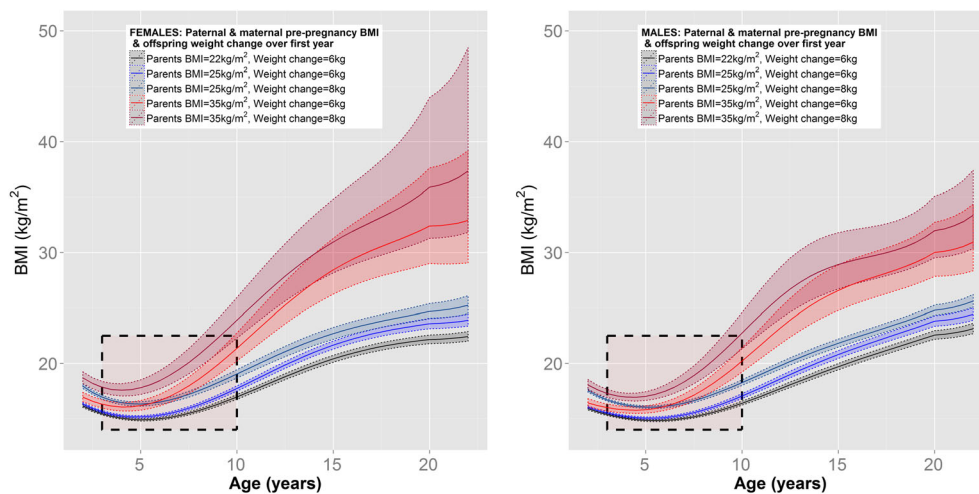 FEMALES: Paternal & maternal pre-pregnancy BMI
& offspring weight change over first year
Parents BMI=22kg/m², Weight change=6kg
Parents BMI=25kg/m², Weight change=6kg
Parents BMI=25kg/m², Weight change=8kg
Parents BMI=35kg/m², Weight change=6kg
Parents BMI=35kg/m², Weight change=8kg
BMI (kg/m²)
50
40
30
20
5
10
15
20
Age (years)
MALES: Paternal & maternal pre-pregnancy BMI
& offspring weight change over first year
Parents BMI=22kg/m², Weight change=6kg
Parents BMI=25kg/m², Weight change=6kg
Parents BMI=25kg/m², Weight change=8kg
Parents BMI=35kg/m², Weight change=6kg
Parents BMI=35kg/m², Weight change=8kg
BMI (kg/m²)
50
40
30
20
5
10
15
20
Age (years)